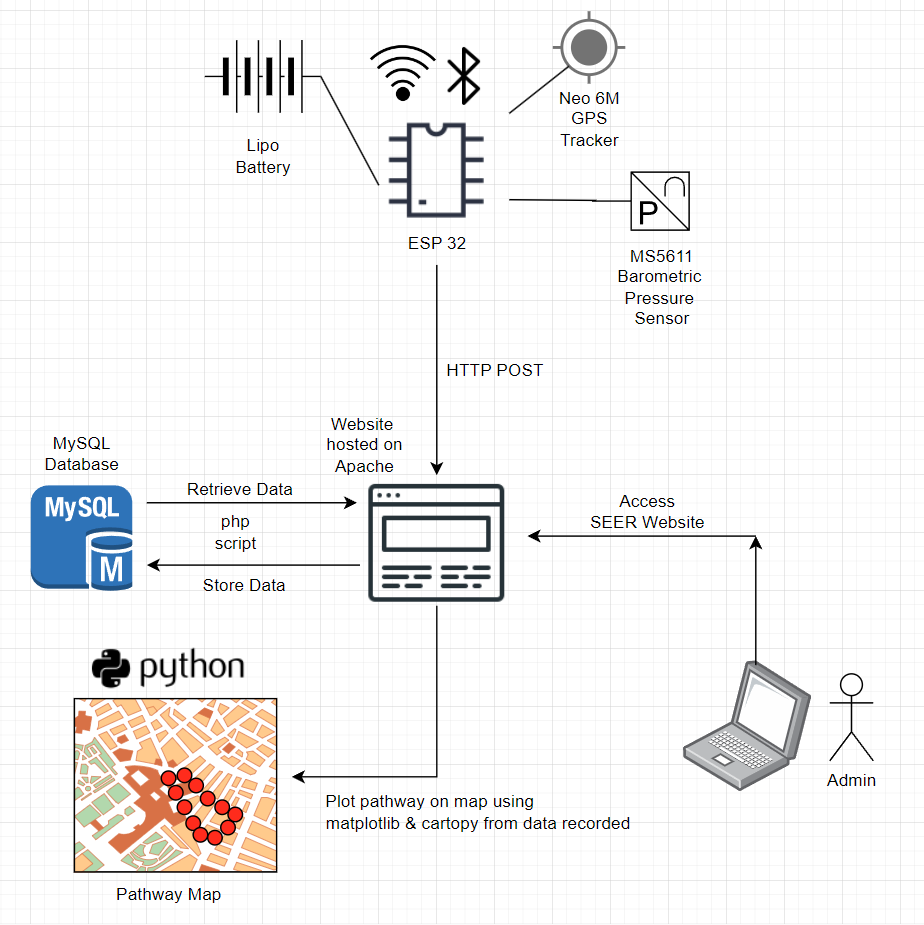 Neo 6M
GPS
Tracker
Lipo
Battery
ESP 32
P
MS5611
Barometric
Pressure
Sensor
HTTP POST
Website
hosted on
Apache
MySQL
Database
MySQL
M
Retrieve Data
php
script
Store Data
Access
SEER Website
python
Admin
Plot pathway on map using
matplotlib & cartopy from data recorded
Pathway Map